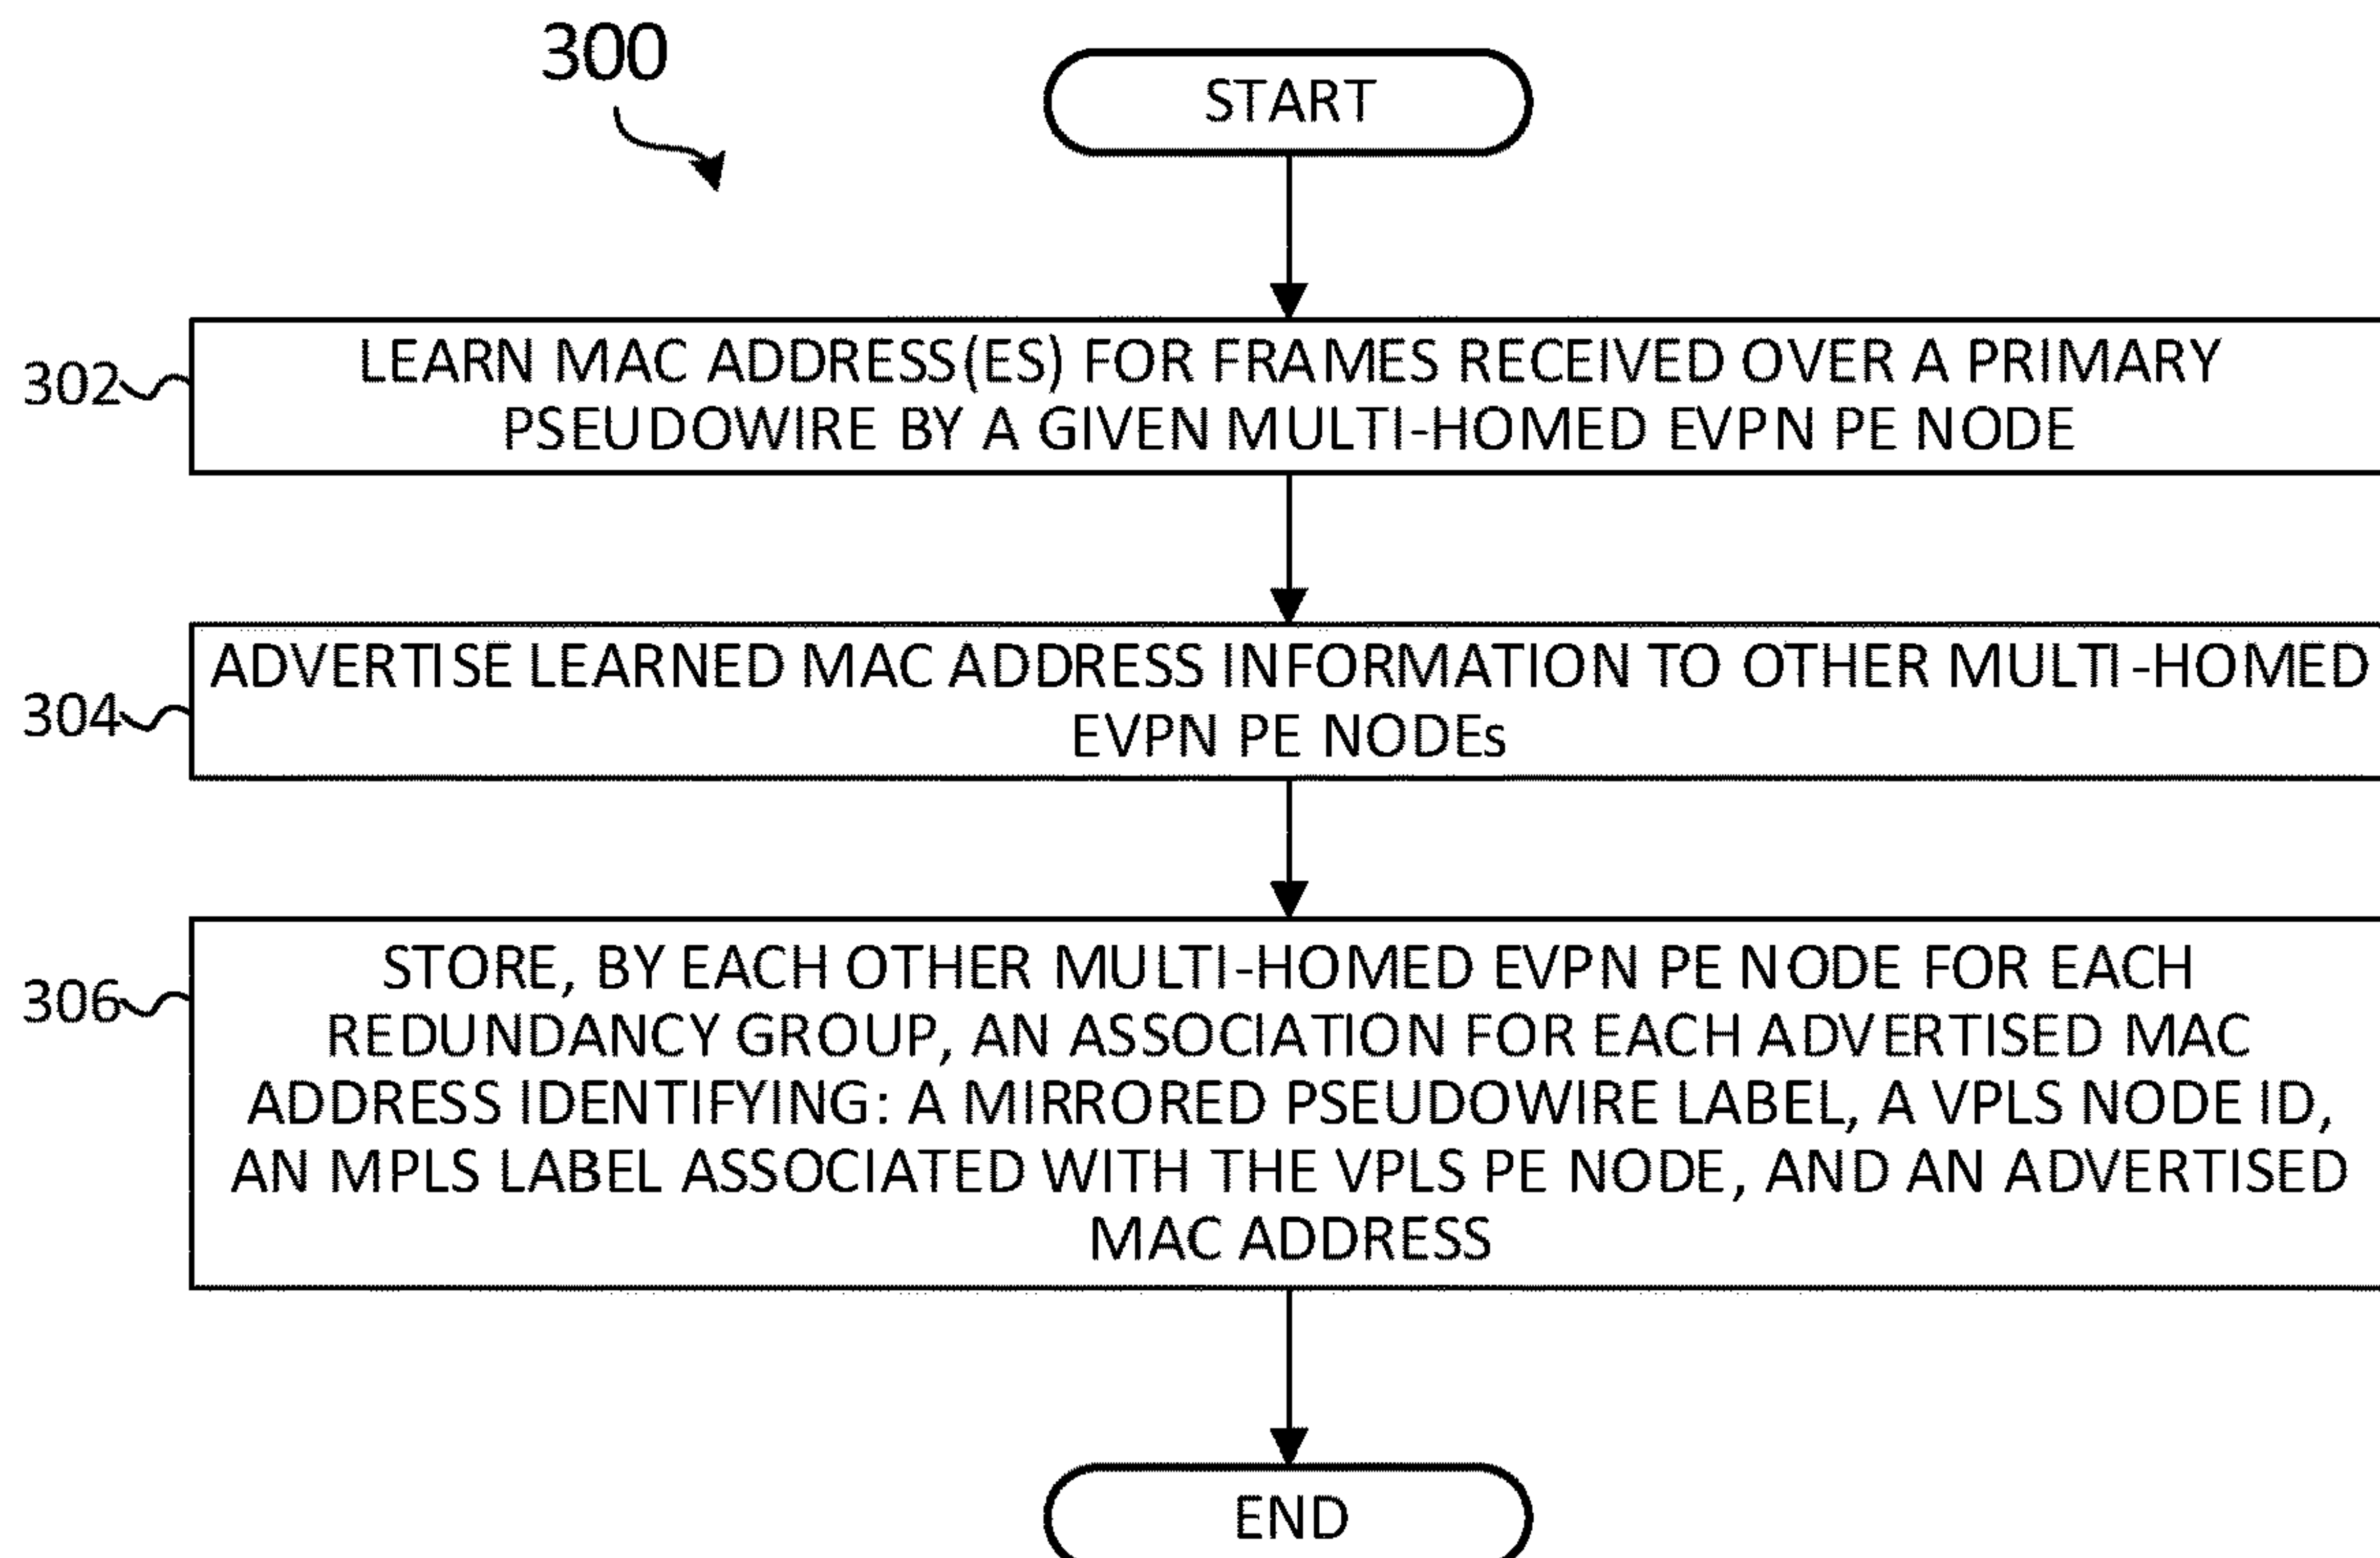 300
START
302
LEARN MAC ADDRESS(ES) FOR FRAMES RECEIVED OVER A PRIMARY
PSEUDOWIRE BY A GIVEN MULTI-HOMED EVPN PE NODE
304
ADVERTISE LEARNED MAC ADDRESS INFORMATION TO OTHER MULTI-HOMED
EVPN PE NODEs
306
STORE, BY EACH OTHER MULTI-HOMED EVPN PE NODE FOR EACH
REDUNDANCY GROUP, AN ASSOCIATION FOR EACH ADVERTISED MAC
ADDRESS IDENTIFYING: A MIRRORED PSEUDOWIRE LABEL, A VPLS NODE ID,
AN MPLS LABEL ASSOCIATED WITH THE VPLS PE NODE, AND AN ADVERTISED
MAC ADDRESS
END